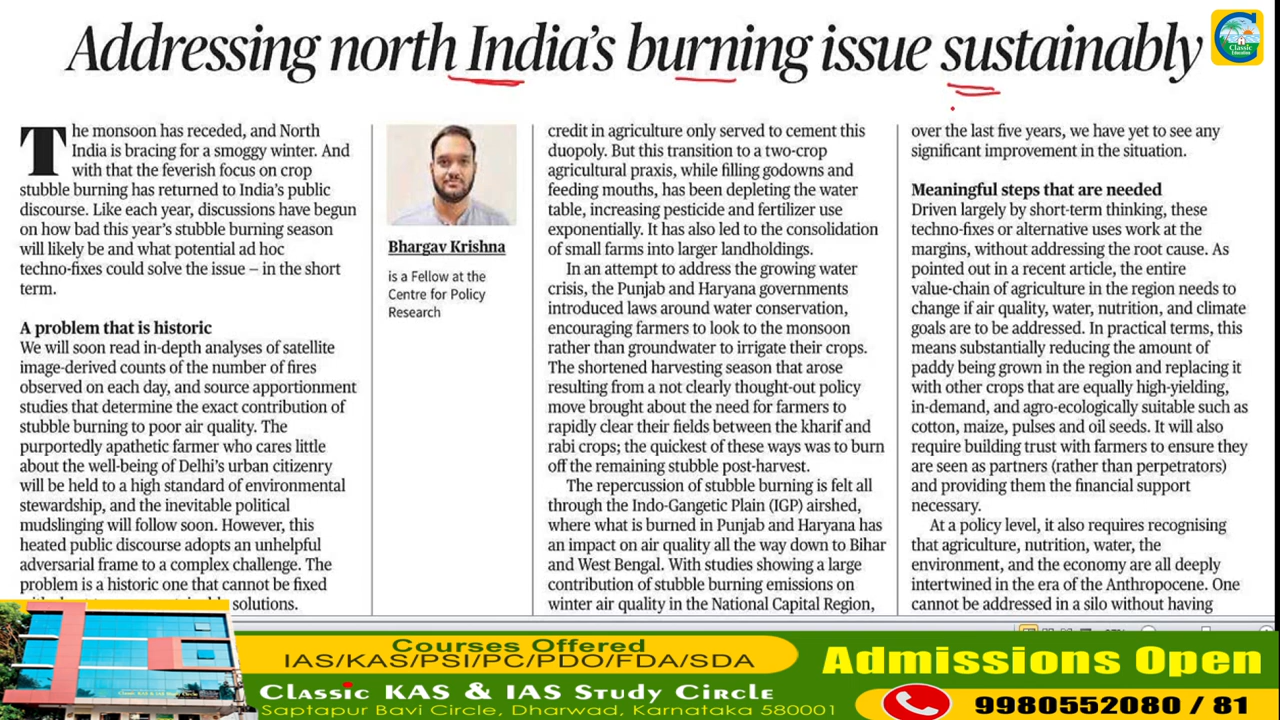 Addressing north India's burning issue sustainably
Classic
Education
The monsoon has receded, and North
India is bracing for a smoggy winter. And
with that the feverish focus on crop
stubble burning has returned to India's public
discourse. Like each year, discussions have begun
on how bad this year's stubble burning season
will likely be and what potential ad hoc
techno-fixes could solve the issue – in the short
term.
A problem that is historic
We will soon read in-depth analyses of satellite
image-derived counts of the number of fires
observed on each day, and source apportionment
studies that determine the exact contribution of
stubble burning to poor air quality. The
purportedly apathetic farmer who cares little
about the well-being of Delhi's urban citizenry
will be held to a high standard of environmental
stewardship, and the inevitable political
mudslinging will follow soon. However, this
heated public discourse adopts an unhelpful
adversarial frame to a complex challenge. The
problem is a historic one that cannot be fixed
solutions.
Bhargav Krishna
is a Fellow at the
Centre for Policy
Research
credit in agriculture only served to cement this
duopoly. But this transition to a two-crop
agricultural praxis, while filling godowns and
feeding mouths, has been depleting the water
table, increasing pesticide and fertilizer use
exponentially. It has also led to the consolidation
of small farms into larger landholdings.
In an attempt to address the growing water
crisis, the Punjab and Haryana governments
introduced laws around water conservation,
encouraging farmers to look to the monsoon
rather than groundwater to irrigate their crops.
The shortened harvesting season that arose
resulting from a not clearly thought-out policy
move brought about the need for farmers to
rapidly clear their fields between the kharif and
rabi crops; the quickest of these ways was to burn
off the remaining stubble post-harvest.
The repercussion of stubble burning is felt all
through the Indo-Gangetic Plain (IGP) airshed,
where what is burned in Punjab and Haryana has
an impact on air quality all the way down to Bihar
and West Bengal. With studies showing a large
contribution of stubble burning emissions on
winter air quality in the National Capital Region,
over the last five years, we have yet to see any
significant improvement in the situation.
Meaningful steps that are needed
Driven largely by short-term thinking, these
techno-fixes or alternative uses work at the
margins, without addressing the root cause. As
pointed out in a recent article, the entire
value-chain of agriculture in the region needs to
change if air quality, water, nutrition, and climate
goals are to be addressed. In practical terms, this
means substantially reducing the amount of
paddy being grown in the region and replacing it
with other crops that are equally high-yielding,
in-demand, and agro-ecologically suitable such as
cotton, maize, pulses and oil seeds. It will also
require building trust with farmers to ensure they
are seen as partners (rather than perpetrators)
and providing them the financial support
necessary.
At a policy level, it also requires recognising
that agriculture, nutrition, water, the
environment, and the economy are all deeply
intertwined in the era of the Anthropocene. One
cannot be addressed in a silo without having
Courses Offered
IAS/KAS/PSI/PC/PDO/FDA/SDA
Classic KAS & IAS Study Circle
Saptapur Bavi Circle, Dharwad, Karnataka 580001
Admissions Open
9980552080 / 81